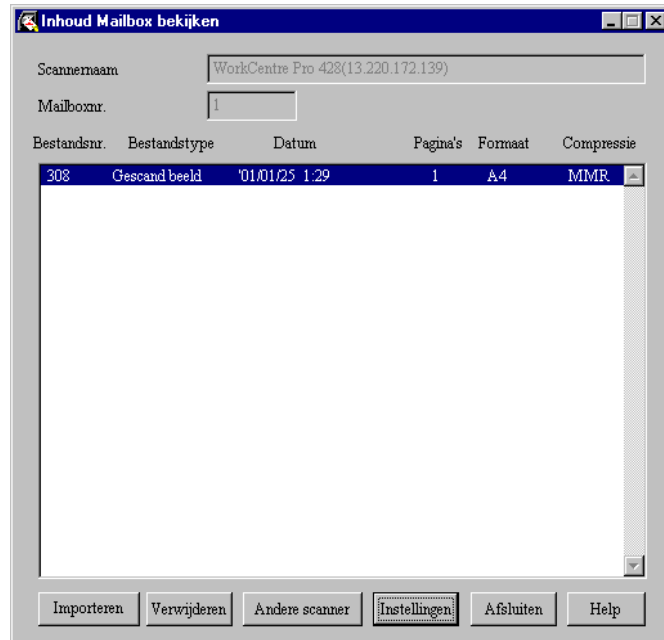 Inhoud Mailbox bekijken
Scannernaam WorkCentre Pro 428(13.220.172.139)
Mailboxnr. 1
Bestandsnr. Bestandstype Datum Pagina's Formaat Compressie
308 Gescand beeld '01/01/25 1:29 1 A4 MMR
Importeren Verwijderen Andere scanner Instellingen Afsluiten Help